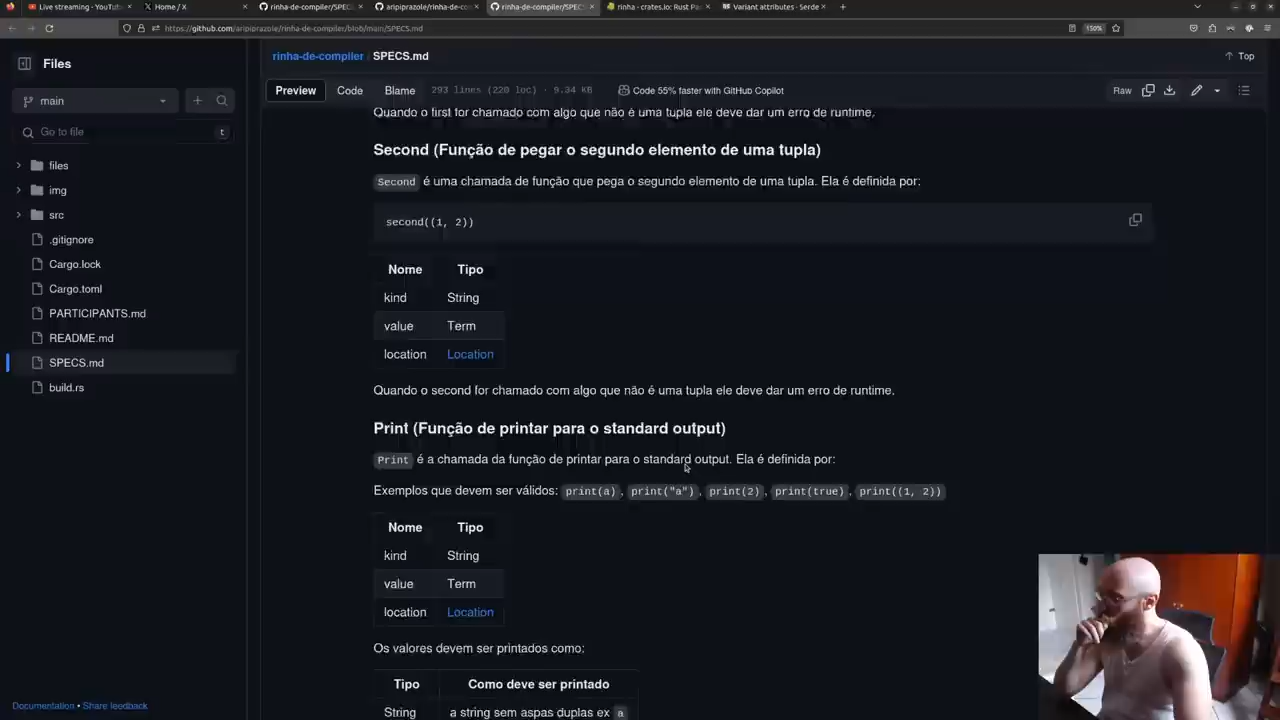 Live streaming - YouTub
Home / X
rinha-de-compiler/SPEC
aripiprazole/rinha-de-co
rinha-de-compiler/SPEC
rinha - crates.io: Rust Pa
Variant attributes · Serde
https://github.com/aripiprazole/rinha-de-compiler/blob/main/SPECS.md
150%
Files
main
Go to file
t
files
img
src
.gitignore
Cargo.lock
Cargo.toml
PARTICIPANTS.md
README.md
SPECS.md
build.rs
Documentation • Share feedback
rinha-de-compiler / SPECS.md
Top
Preview Code Blame 293 lines (220 loc) · 9.34 KB Code 55% faster with GitHub Copilot Raw
Quando o first for chamado com algo que não é uma tupla ele deve dar um erro de runtime.
Second (Função de pegar o segundo elemento de uma tupla)
Second é uma chamada de função que pega o segundo elemento de uma tupla. Ela é definida por:
second((1, 2))
Nome Tipo
kind String
value Term
location Location
Quando o second for chamado com algo que não é uma tupla ele deve dar um erro de runtime.
Print (Função de printar para o standard output)
Print é a chamada da função de printar para o standard output. Ela é definida por:
Exemplos que devem ser válidos: print(a), print("a"), print(2), print(true), print((1, 2))
Nome Tipo
kind String
value Term
location Location
Os valores devem ser printados como:
Tipo Como deve ser printado
String a string sem aspas duplas ex a